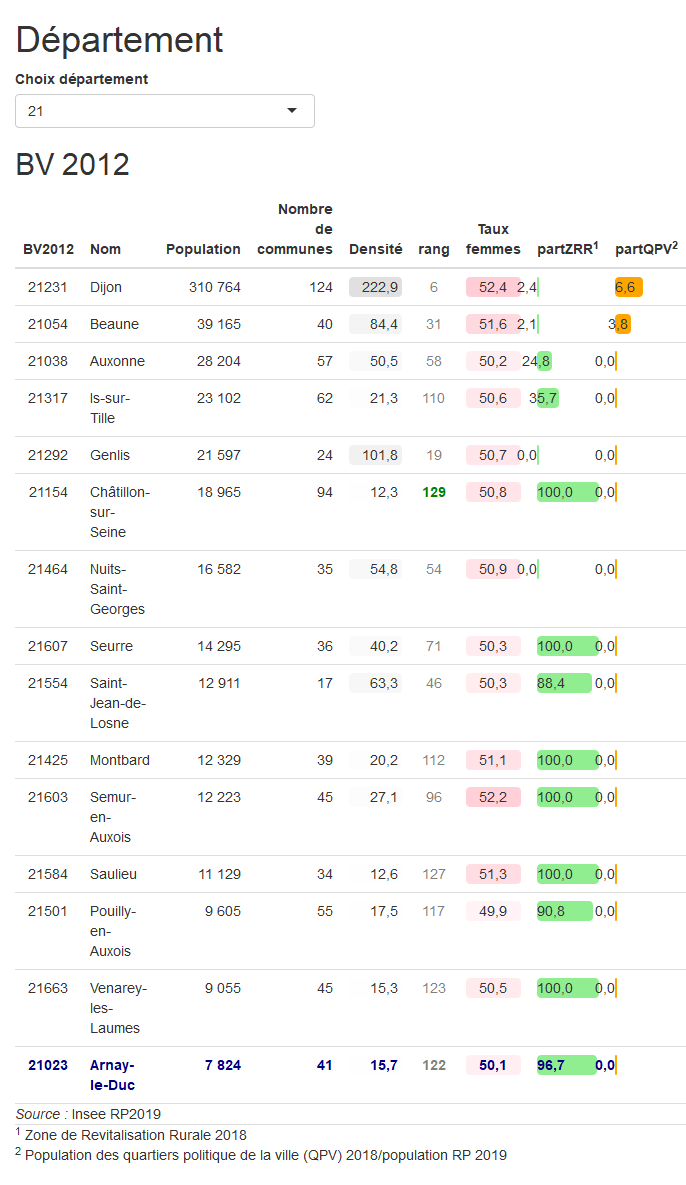 Département
Choix département
21
BV 2012
Nombre
de
Taux
BV2012 Nom Population communes Densité rang femmes partZRR¹ partQPV²
21231 Dijon 310 764 124 222,9 6 52,4 2,4 6,6
21054 Beaune 39 165 40 84,4 31 51,6 2,1 3,8
21038 Auxonne 28 204 57 50,5 58 50,2 24,8 0,0
21317 Is-sur- 23 102 62 21,3 110 50,6 35,7 0,0
Tille
21292 Genlis 21 597 24 101,8 19 50,7 0,0 0,0
21154 Châtillon- 18 965 94 12,3 129 50,8 100,0 0,0
sur-
Seine
21464 Nuits- 16 582 35 54,8 54 50,9 0,0 0,0
Saint-
Georges
21607 Seurre 14 295 36 40,2 71 50,3 100,0 0,0
21554 Saint- 12 911 17 63,3 46 50,3 88,4 0,0
Jean-de-
Losne
21425 Montbard 12 329 39 20,2 112 51,1 100,0 0,0
21603 Semur- 12 223 45 27,1 96 52,2 100,0 0,0
en-
Auxois
21584 Saulieu 11 129 34 12,6 127 51,3 100,0 0,0
21501 Pouilly- 9 605 55 17,5 117 49,9 90,8 0,0
en-
Auxois
21663 Venarey- 9 055 45 15,3 123 50,5 100,0 0,0
les-
Laumes
21023 Arnay- 7 824 41 15,7 122 50,1 96,7 0,0
le-Duc
Source : Insee RP2019
¹ Zone de Revitalisation Rurale 2018
² Population des quartiers politique de la ville (QPV) 2018/population RP 2019